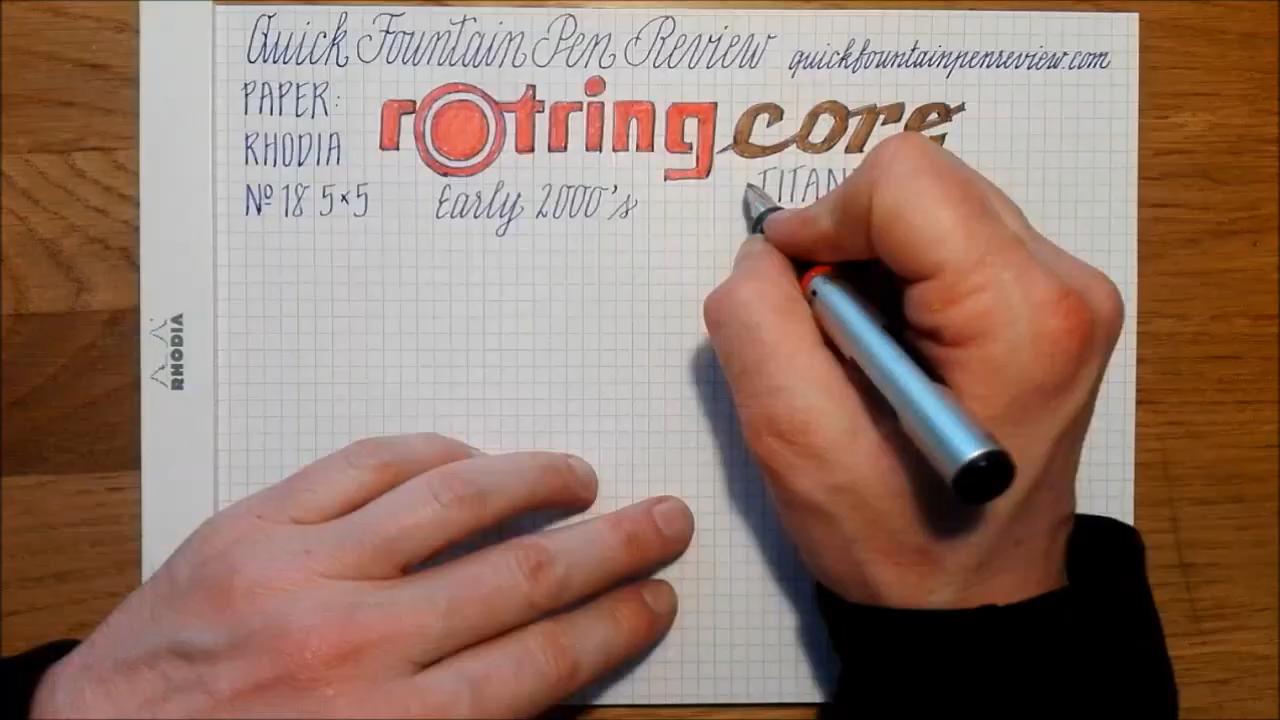 Quick Fountain Pen Review quickfountainpenreview.com
PAPER: rotring core
RHODIA
Nº 18 5×5 Early 2000's
RHODIA